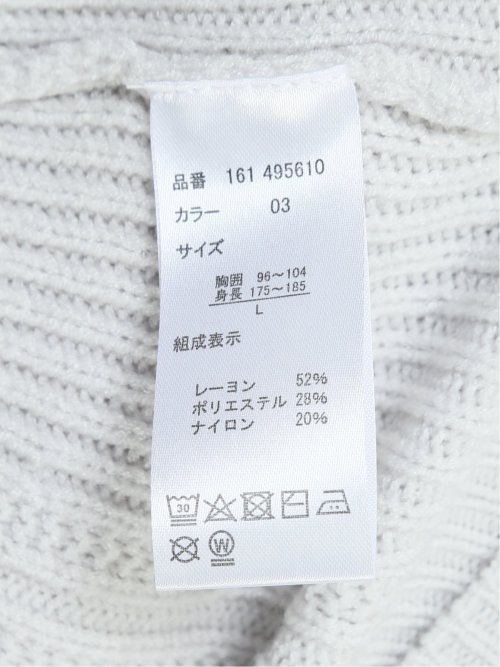 品番 161 495610
カラー 03
サイズ
胸囲 96～104
身長 175～185
L
組成表示
レーヨン 52%
ポリエステル 28%
ナイロン 20%
30
W